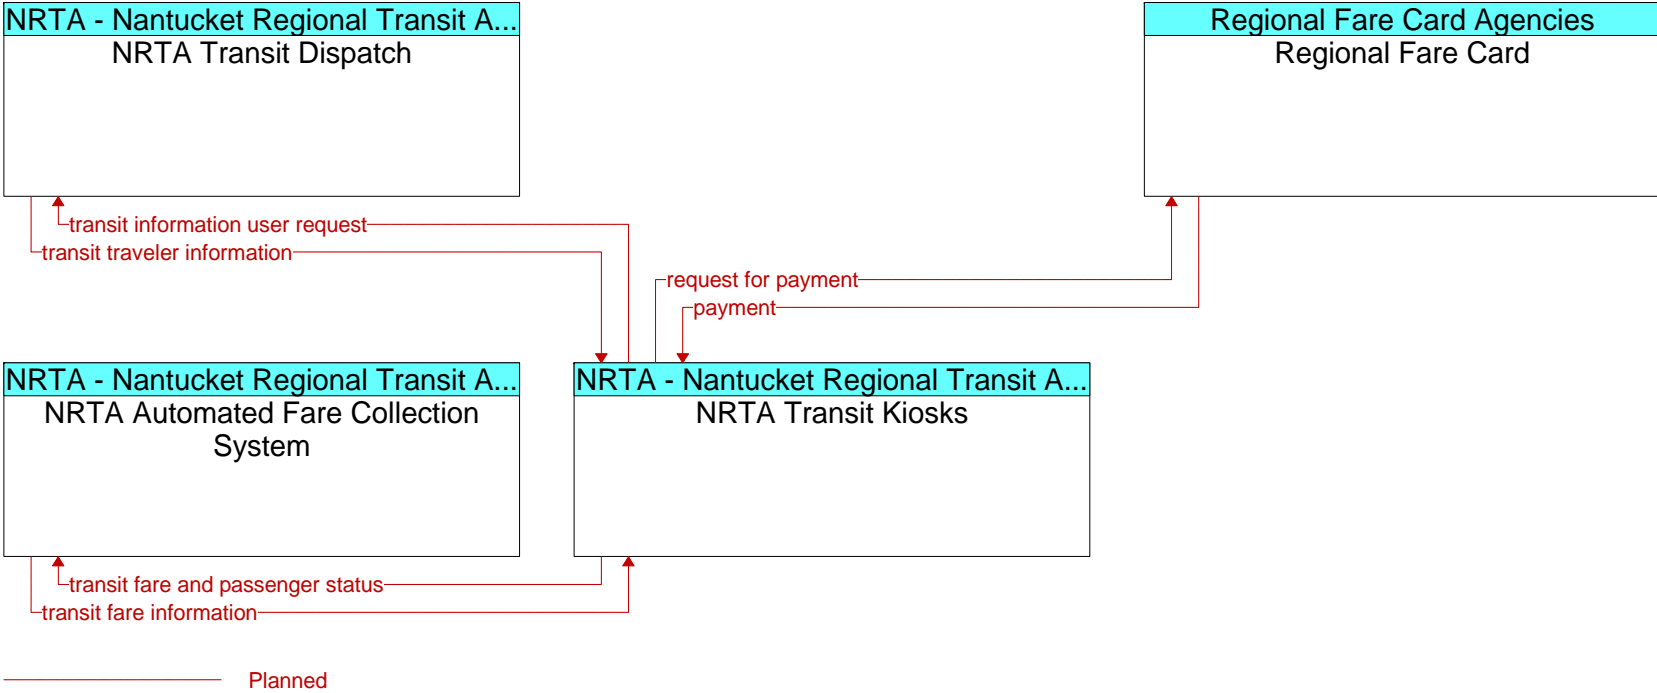 NRTA - Nantucket Regional Transit A...
NRTA Transit Dispatch
Regional Fare Card Agencies
Regional Fare Card
transit information user request
transit traveler information
request for payment
payment
NRTA - Nantucket Regional Transit A...
NRTA Automated Fare Collection
System
NRTA - Nantucket Regional Transit A...
NRTA Transit Kiosks
transit fare and passenger status
transit fare information
Planned